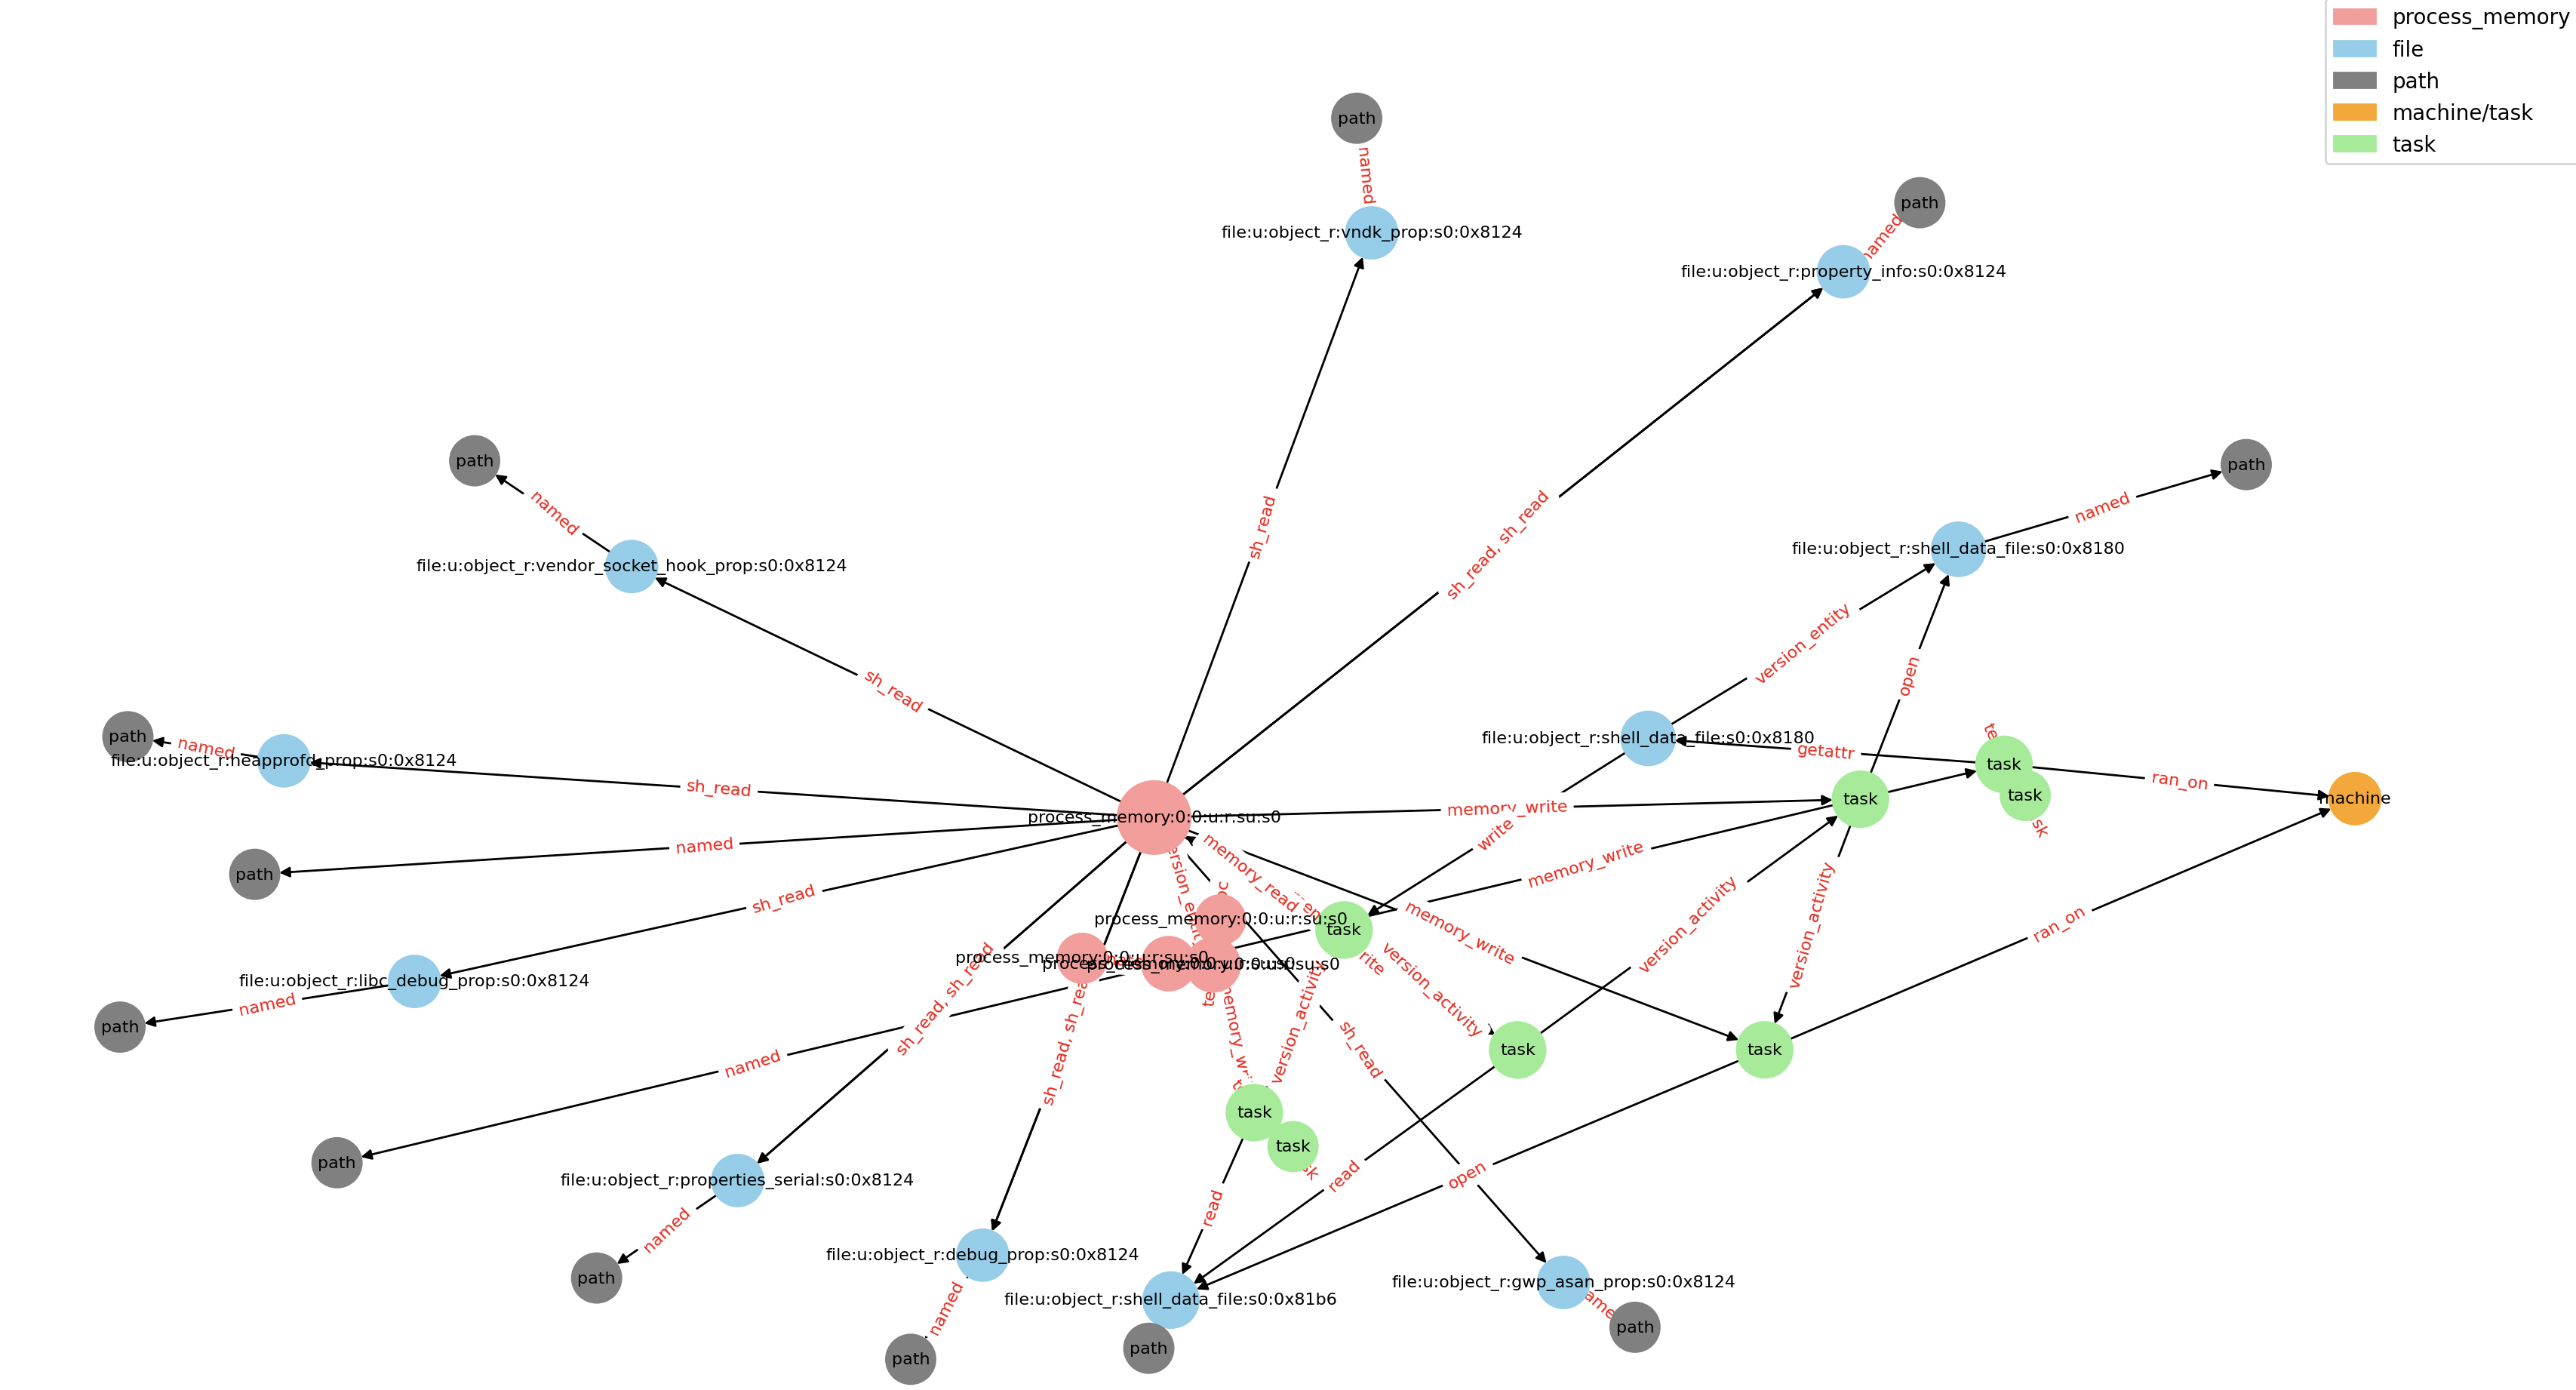 process_memory
file
path
machine/task
task
path
named
file:u:object_r:vndk_prop:s0:0x8124
path
named
file:u:object_r:property_info:s0:0x8124
sh_read
sh_read, sh_read
path
named
file:u:object_r:vendor_socket_hook_prop:s0:0x8124
path
named
file:u:object_r:shell_data_file:s0:0x8180
version_entity
open
sh_read
path
named
file:u:object_r:heapprofd_prop:s0:0x8124
sh_read
file:u:object_r:shell_data_file:s0:0x8180
getattr
task
task
ran_on
machine
task
process_memory:0:0:u:r:su:s0
memory_write
write
named
path
sh_read
memory_read
memory_write
process_memory:0:0:u:r:su:s0
task
memory_write
version_activity
version_activity
ran_on
process_memory:0:0:u:r:su:s0
file:u:object_r:libc_debug_prop:s0:0x8124
named
path
sh_read, sh_read
version_activity
version_activity
sh_read
task
task
named
path
task
task
file:u:object_r:properties_serial:s0:0x8124
named
path
read
read
open
file:u:object_r:debug_prop:s0:0x8124
named
path
file:u:object_r:shell_data_file:s0:0x81b6
path
file:u:object_r:gwp_asan_prop:s0:0x8124
path